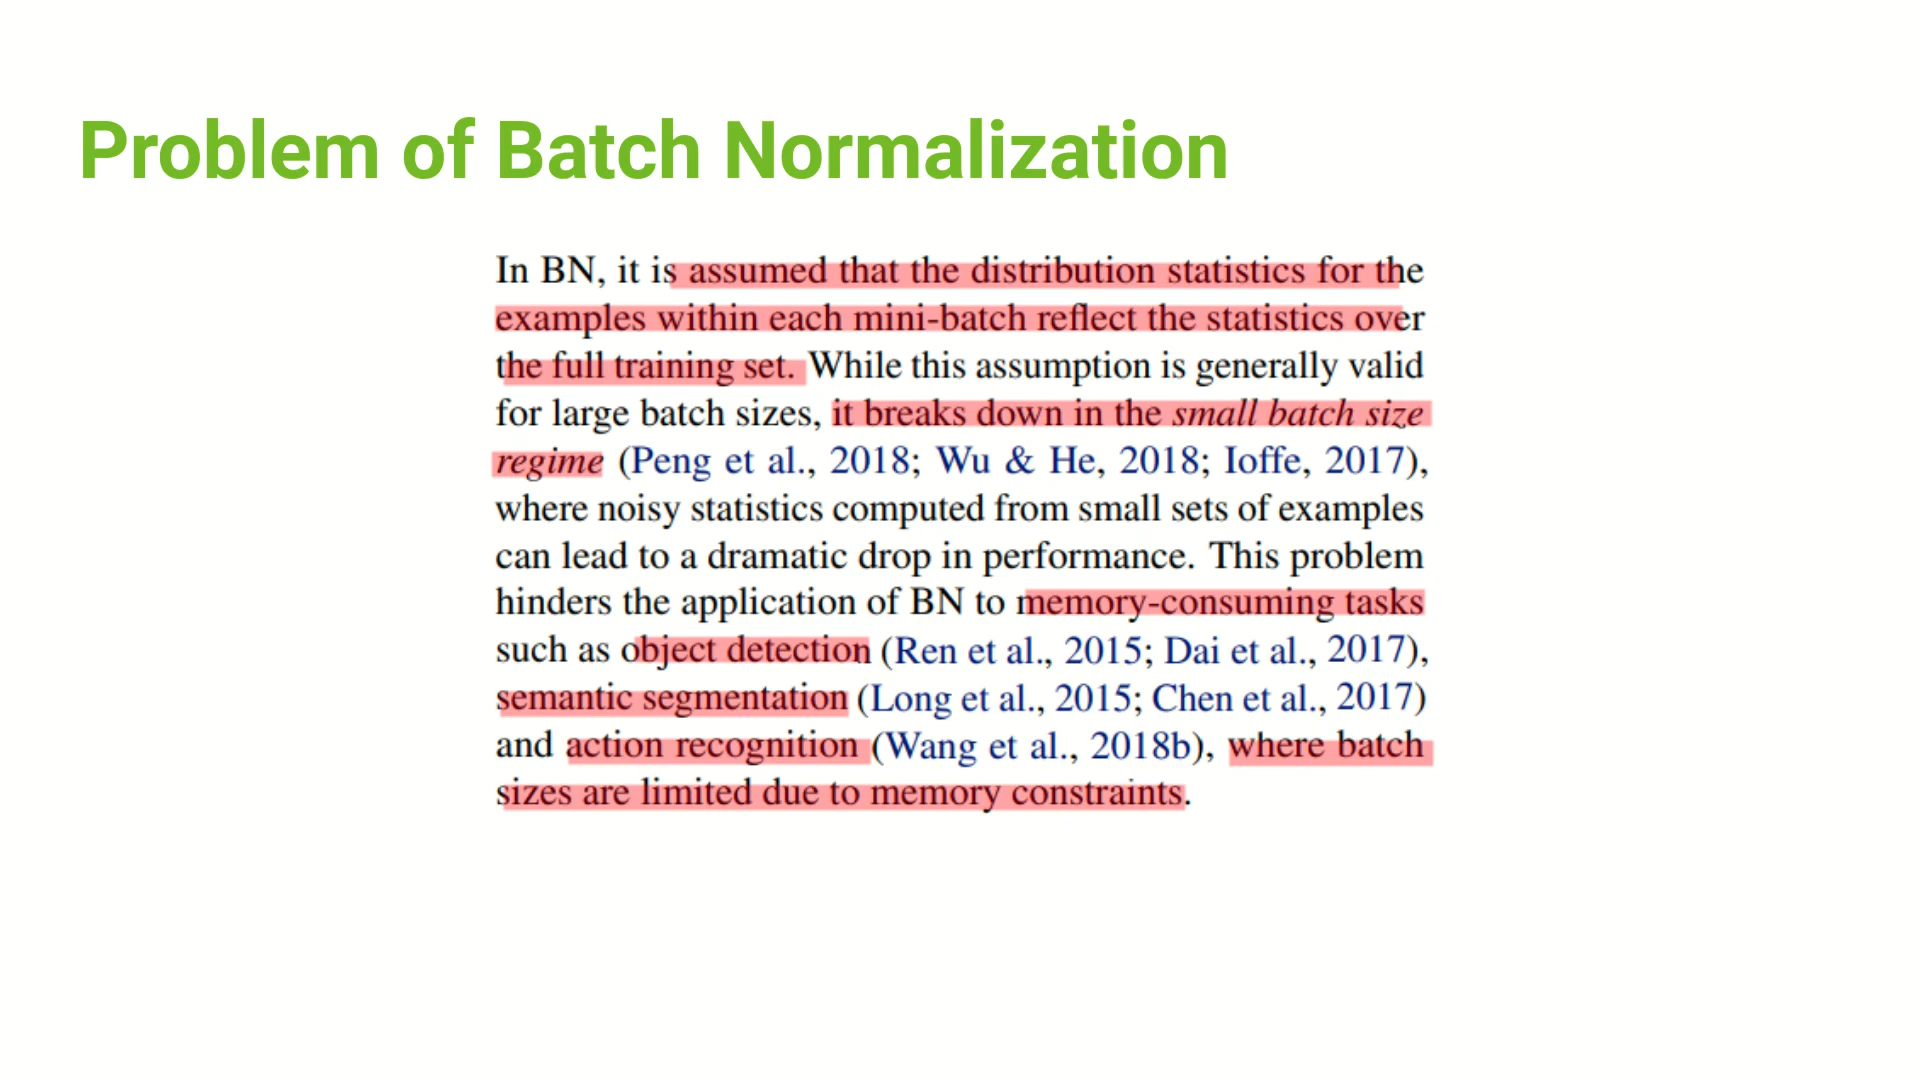 Problem of Batch Normalization
In BN, it is assumed that the distribution statistics for the
examples within each mini-batch reflect the statistics over
the full training set. While this assumption is generally valid
for large batch sizes, it breaks down in the small batch size
regime (Peng et al., 2018; Wu & He, 2018; Ioffe, 2017),
where noisy statistics computed from small sets of examples
can lead to a dramatic drop in performance. This problem
hinders the application of BN to memory-consuming tasks
such as object detection (Ren et al., 2015; Dai et al., 2017),
semantic segmentation (Long et al., 2015; Chen et al., 2017)
and action recognition (Wang et al., 2018b), where batch
sizes are limited due to memory constraints.